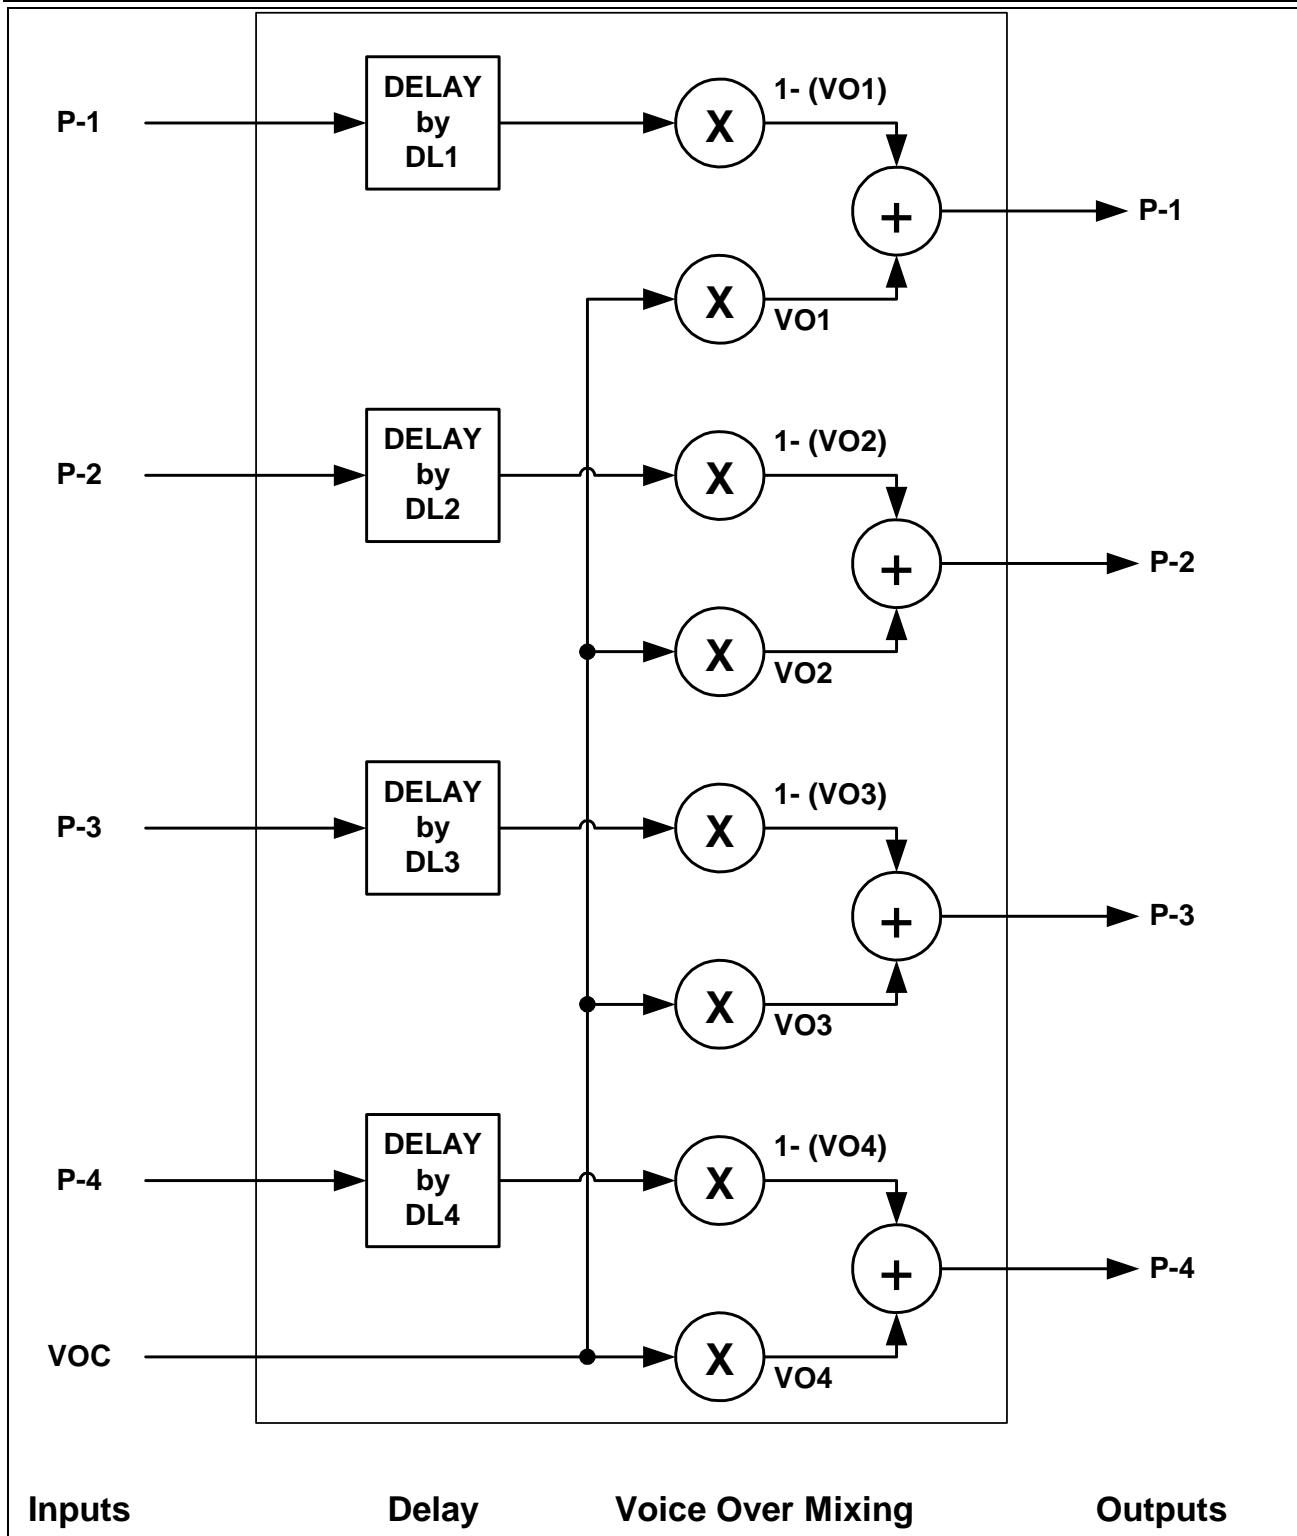 DELAY
by
DL1
1- (VO1)
P-1
X
+
P-1
X
VO1
DELAY
by
DL2
1- (VO2)
P-2
X
+
P-2
X
VO2
DELAY
by
DL3
1- (VO3)
P-3
X
+
P-3
X
VO3
DELAY
by
DL4
1- (VO4)
P-4
X
+
P-4
VOC
X
VO4
Inputs Delay Voice Over Mixing Outputs